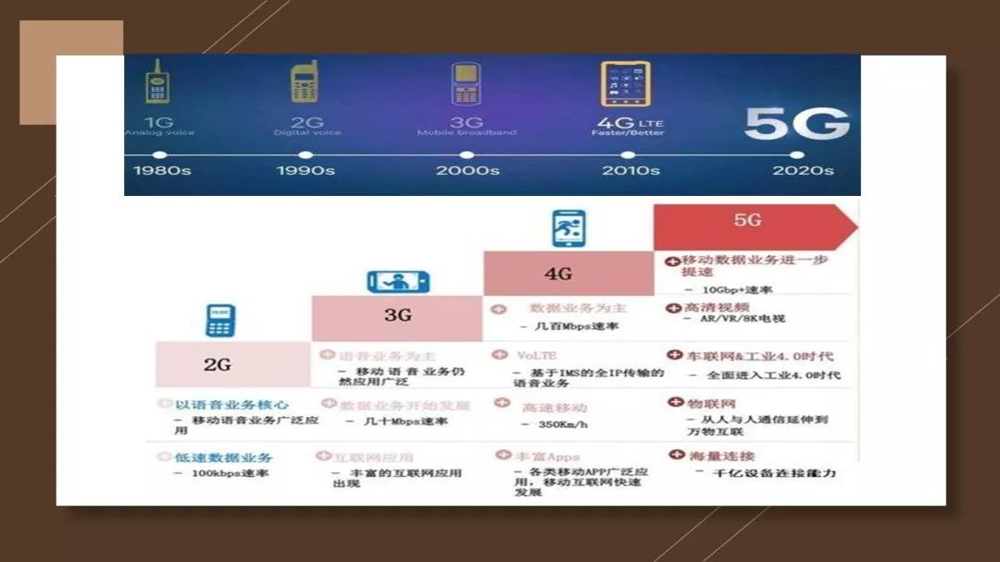 1G
Analog voice
2G
Digital voice
3G
Mobile broadband
4G LTE
Faster/Better
5G
1980s
1990s
2000s
2010s
2020s
2G
以语音业务核心
- 移动语音业务广泛应
用
低速数据业务
- 100kbps速率
3G
语音业务为主
- 移动语音业务仍
然应用广泛
数据业务开始发展
- 几十Mbps速率
互联网应用
- 丰富的互联网应用
出现
4G
数据业务为主
- 几百Mbps速率
VoLTE
- 基于IMS的全IP传输的
语音业务
高速移动
- 350Km/h
丰富Apps
- 各类移动APP广泛应
用，移动互联网快速
发展
5G
移动数据业务进一步
提速
- 10Gbp+速率
高清视频
- AR/VR/8K电视
车联网&工业4.0时代
- 全面进入工业4.0时代
物联网
- 从人与人通信延伸到
万物互联
海量连接
- 千亿设备连接能力